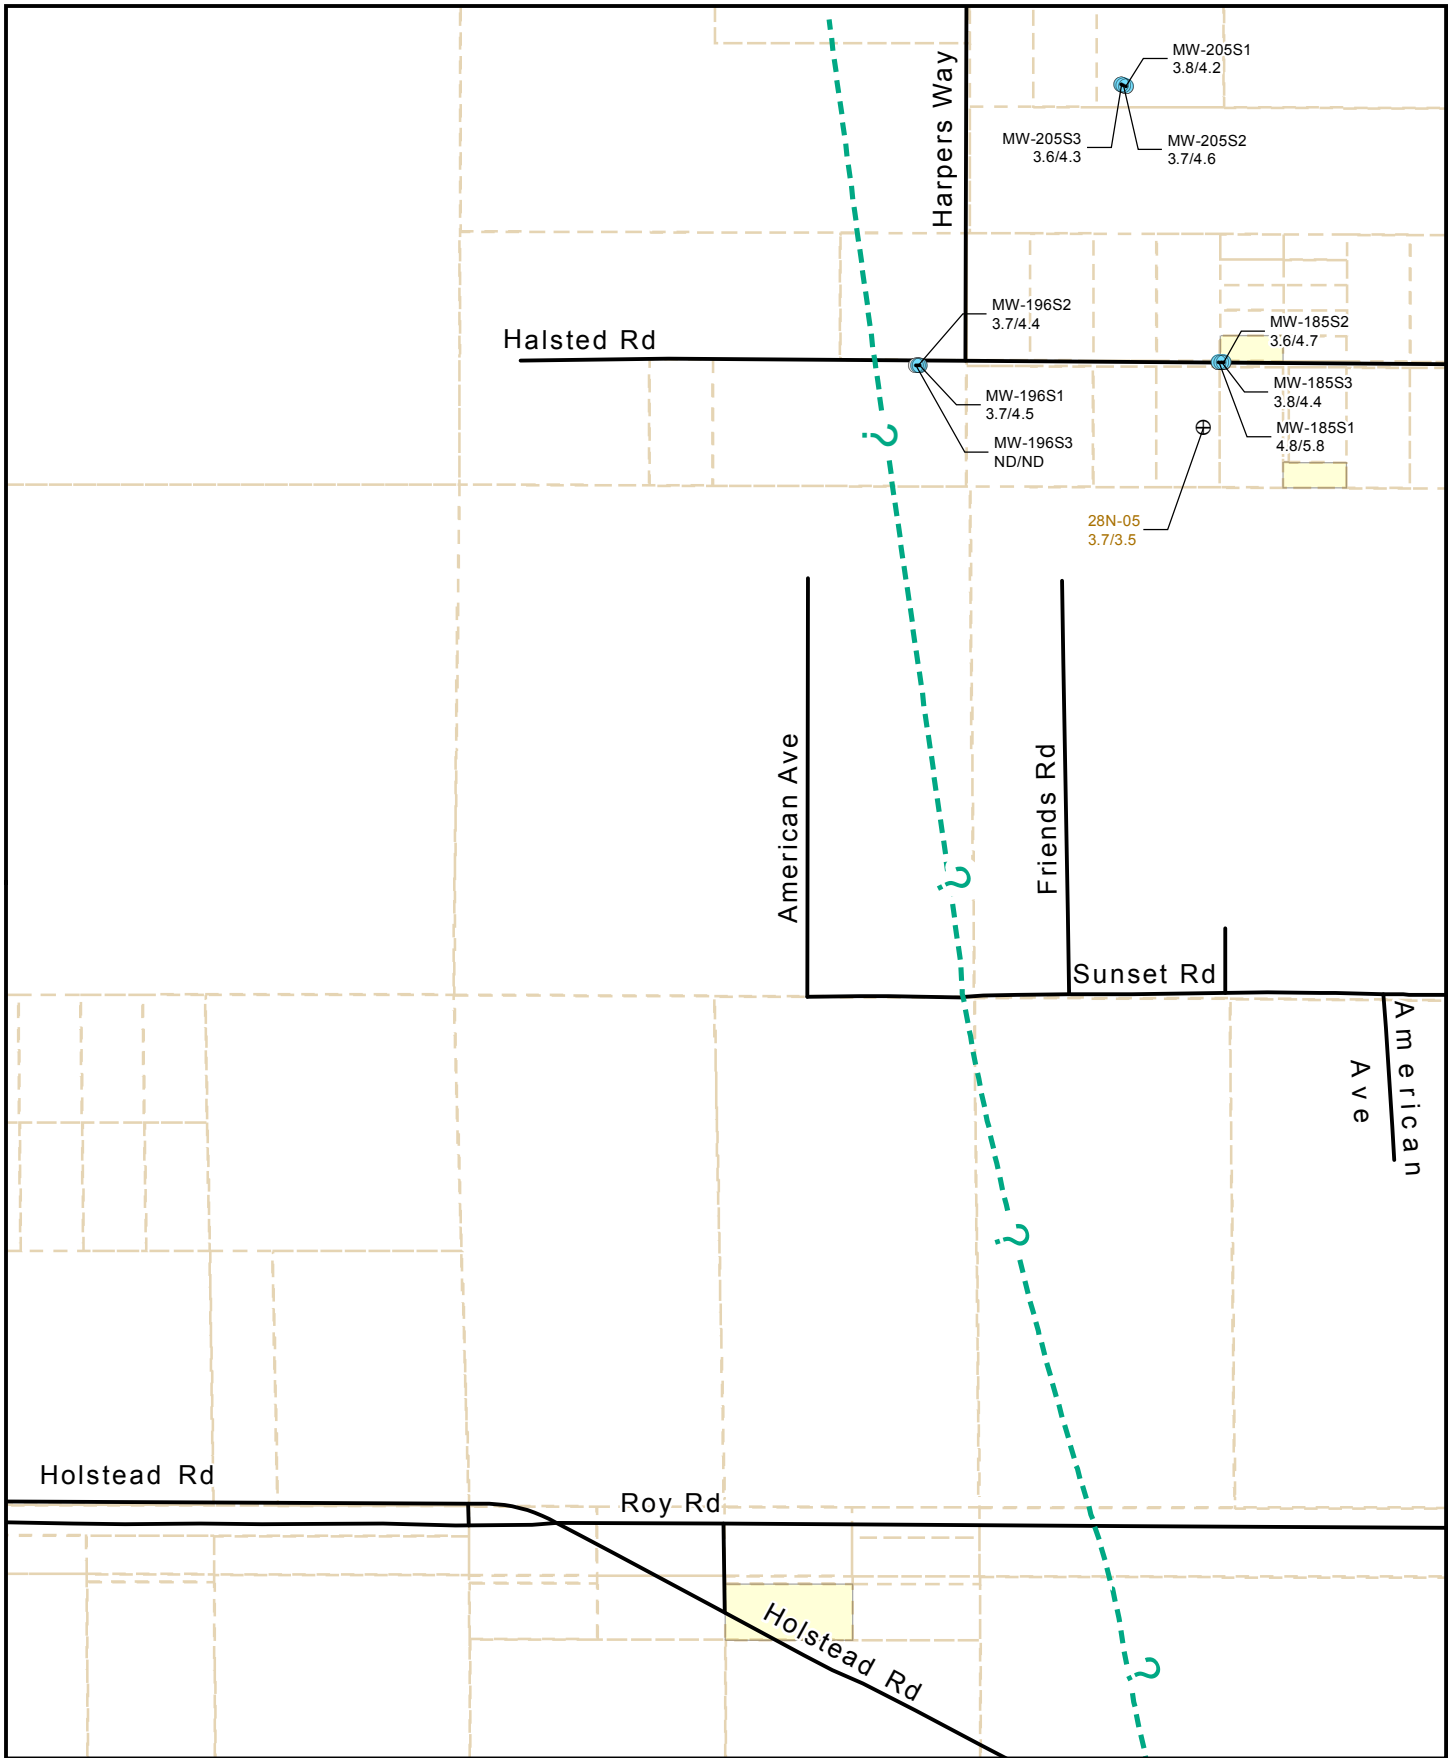 MW-205S1
3.8/4.2
Harpers Way
MW-205S3
3.6/4.3
MW-205S2
3.7/4.6
MW-196S2
3.7/4.4
Halsted Rd
MW-185S2
3.6/4.7
MW-185S3
3.8/4.4
MW-196S1
3.7/4.5
MW-185S1
4.8/5.8
?
MW-196S3
ND/ND
28N-05
3.7/3.5
American Ave
Friends Rd
?
Sunset Rd
American
Ave
?
Holstead Rd
Roy Rd
Holstead Rd
?